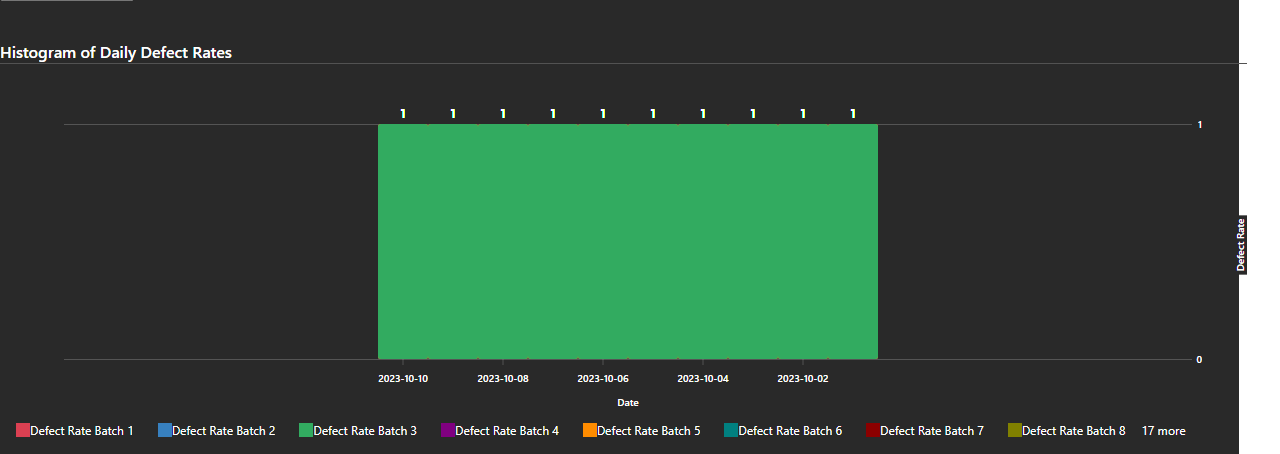 Histogram of Daily Defect Rates
1 1 1 1 1 1 1 1 1 1
1
Defect Rate
0
2023-10-10 2023-10-08 2023-10-06 2023-10-04 2023-10-02
Date
Defect Rate Batch 1 Defect Rate Batch 2 Defect Rate Batch 3 Defect Rate Batch 4 Defect Rate Batch 5 Defect Rate Batch 6 Defect Rate Batch 7 Defect Rate Batch 8 17 more